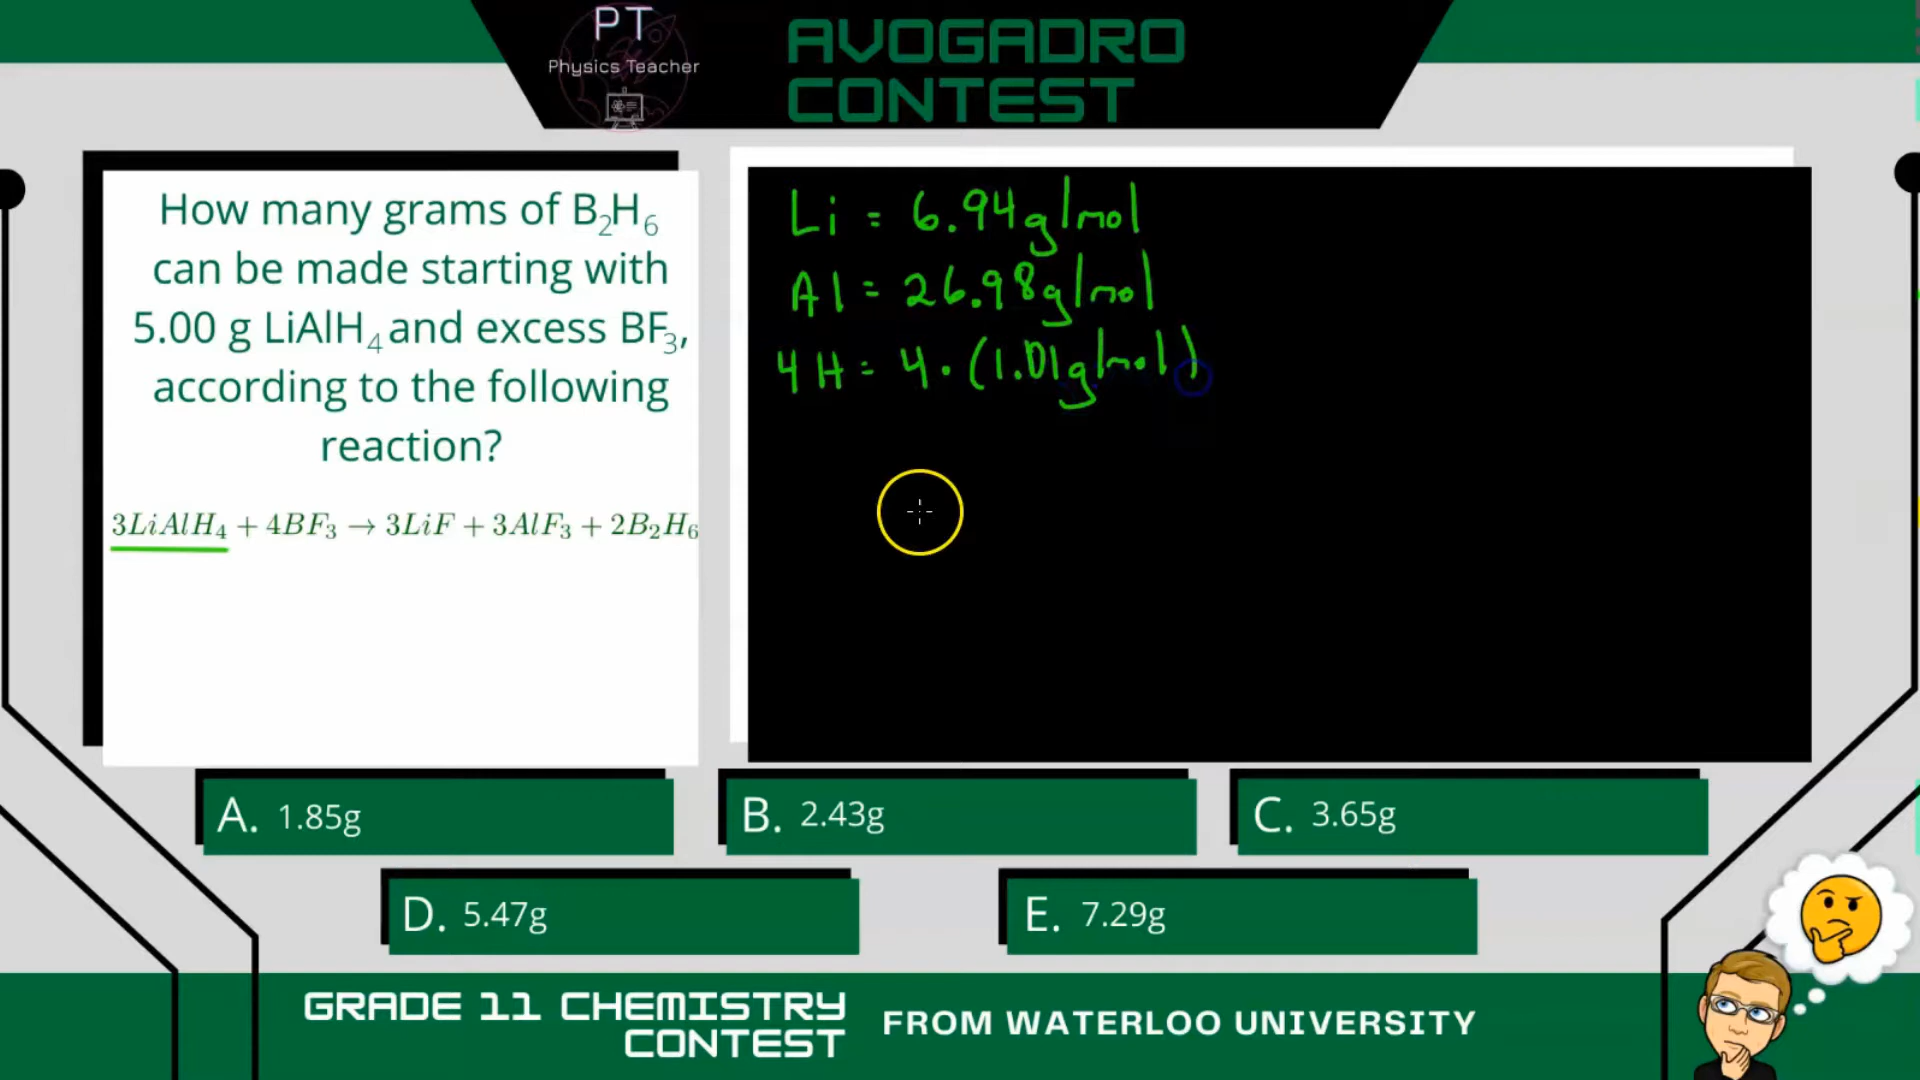 PT
Physics Teacher
AVOGADRO
CONTEST
How many grams of B₂H₆
can be made starting with
5.00 g LiAlH₄ and excess BF₃,
according to the following
reaction?
3LiAlH₄ + 4BF₃ → 3LiF + 3AlF₃ + 2B₂H₆
Li = 6.94g/mol
Al = 26.98g/mol
4H = 4·(1.01g/mol)
A. 1.85g
B. 2.43g
C. 3.65g
D. 5.47g
E. 7.29g
GRADE 11 CHEMISTRY
CONTEST
FROM WATERLOO UNIVERSITY